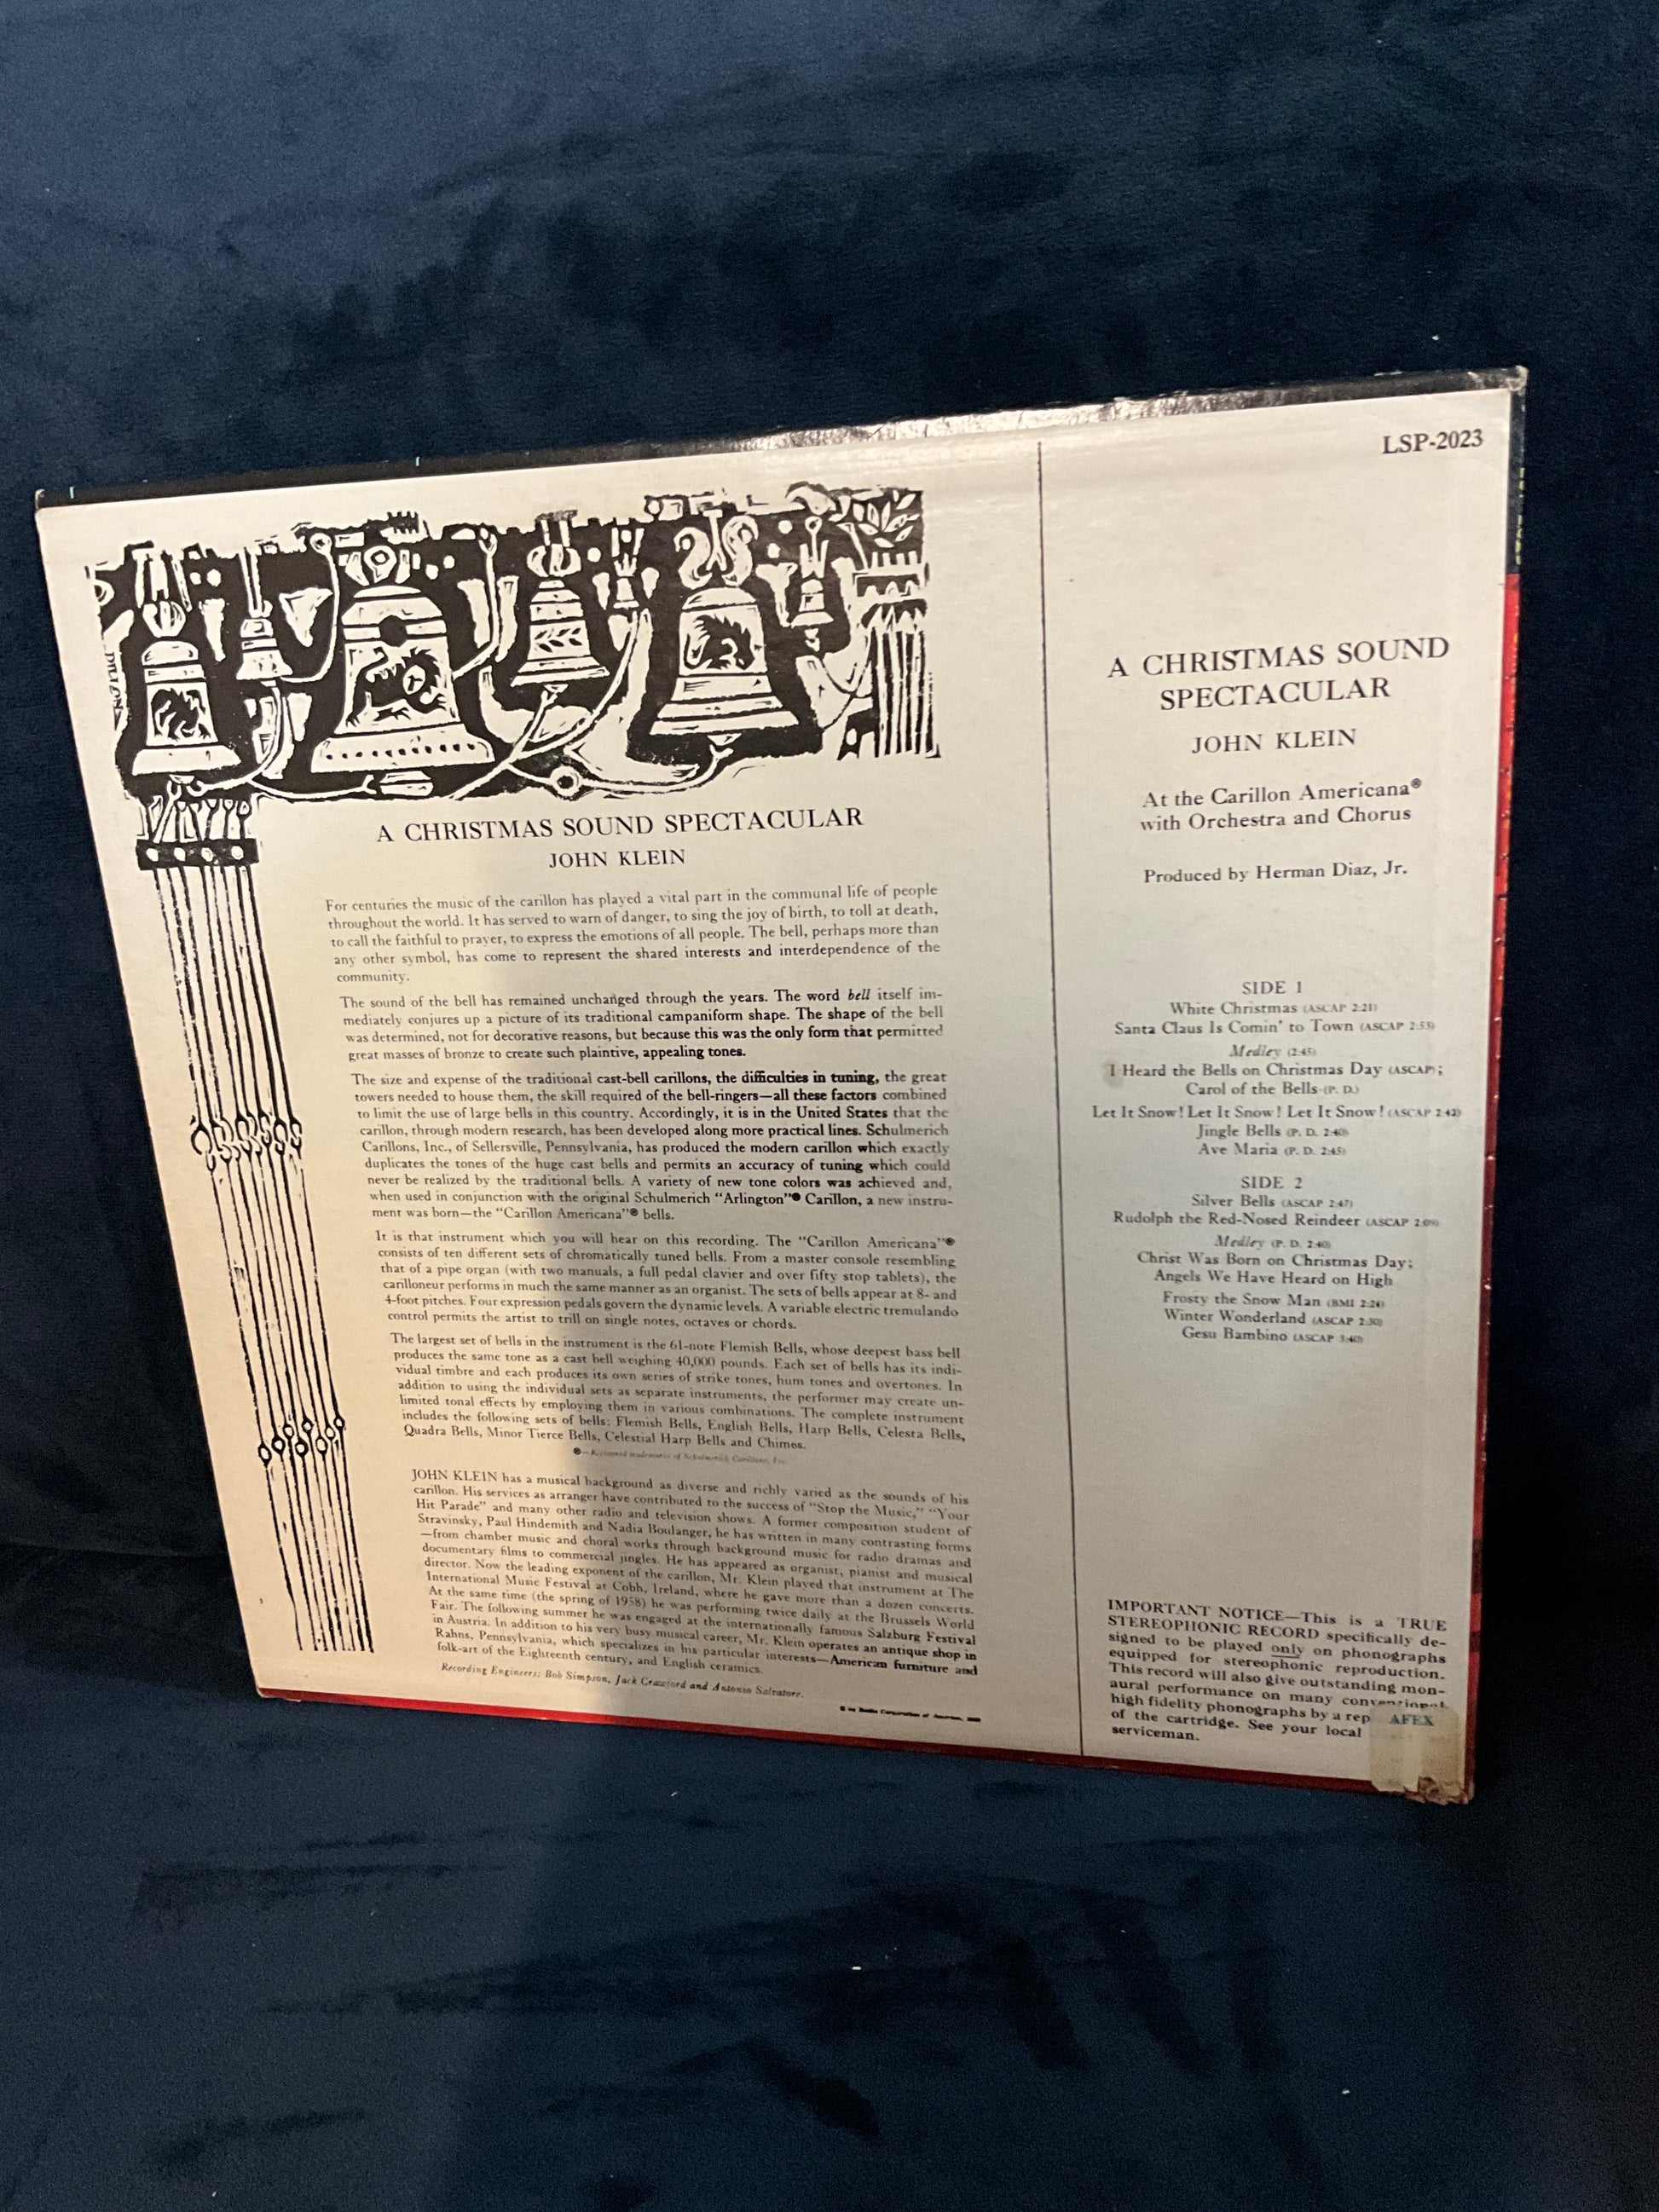 LSP-2023
A CHRISTMAS SOUND SPECTACULAR
JOHN KLEIN
For centuries the music of the carillon has played a vital part in the communal life of people
throughout the world. It has served to warn of danger, to sing the joy of birth, to toll at death,
to call the faithful to prayer, to express the emotions of all people. The bell, perhaps more than
any other symbol, has come to represent the shared interests and interdependence of the
community.
The sound of the bell has remained unchanged through the years. The word bell itself im-
mediately conjures up a picture of its traditional campaniform shape. The shape of the bell
was determined, not for decorative reasons, but because this was the only form that permitted
great masses of bronze to create such plaintive, appealing tones.
The size and expense of the traditional cast-bell carillons, the difficulties in tuning, the great
towers needed to house them, the skill required of the bell-ringers—all these factors combined
to limit the use of large bells in this country. Accordingly, it is in the United States that the
carillon, through modern research, has been developed along more practical lines. Schulmerich
Carillons, Inc., of Sellersville, Pennsylvania, has produced the modern carillon which exactly
duplicates the tones of the huge cast bells and permits an accuracy of tuning which could
never be realized by the traditional bells. A variety of new tone colors was achieved and,
when used in conjunction with the original Schulmerich "Arlington"® Carillon, a new instru-
ment was born—the "Carillon Americana"® bells.
It is that instrument which you will hear on this recording. The "Carillon Americana"®
consists of ten different sets of chromatically tuned bells. From a master console resembling
that of a pipe organ (with two manuals, a full pedal clavier and over fifty stop tablets), the
carilloneur performs in much the same manner as an organist. The sets of bells appear at 8- and
4-foot pitches. Four expression pedals govern the dynamic levels. A variable electric tremulando
control permits the artist to trill on single notes, octaves or chords.
The largest set of bells in the instrument is the 61-note Flemish Bells, whose deepest bass bell
produces the same tone as a cast bell weighing 40,000 pounds. Each set of bells has its indi-
vidual timbre and each produces its own series of strike tones, hum tones and overtones. In
addition to using the individual sets as separate instruments, the performer may create un-
limited tonal effects by employing them in various combinations. The complete instrument
includes the following sets of bells: Flemish Bells, English Bells, Harp Bells, Celesta Bells,
Quadra Bells, Minor Tierce Bells, Celestial Harp Bells and Chimes.
®—Registered trademarks of Schulmerich Carillons, Inc.
JOHN KLEIN has a musical background as diverse and richly varied as the sounds of his
carillon. His services as arranger have contributed to the success of "Stop the Music," "Your
Hit Parade" and many other radio and television shows. A former composition student of
Stravinsky, Paul Hindemith and Nadia Boulanger, he has written in many contrasting forms
—from chamber music and choral works through background music for radio dramas and
documentary films to commercial jingles. He has appeared as organist, pianist and musical
director. Now the leading exponent of the carillon, Mr. Klein played that instrument at The
International Music Festival at Cobh, Ireland, where he gave more than a dozen concerts.
At the same time (the spring of 1958) he was performing twice daily at the Brussels World
Fair. The following summer he was engaged at the internationally famous Salzburg Festival
in Austria. In addition to his very busy musical career, Mr. Klein operates an antique shop in
Rahns, Pennsylvania, which specializes in his particular interests—American furniture and
folk-art of the Eighteenth century, and English ceramics.
Recording Engineers: Bob Simpson, Jack Crawford and Antonio Salvatore.
© by Radio Corporation of America,
A CHRISTMAS SOUND
SPECTACULAR
JOHN KLEIN
At the Carillon Americana®
with Orchestra and Chorus
Produced by Herman Diaz, Jr.
SIDE 1
White Christmas (ASCAP 2:21)
Santa Claus Is Comin' to Town (ASCAP 2:53)
Medley (2:45)
I Heard the Bells on Christmas Day (ASCAP);
Carol of the Bells (P. D.)
Let It Snow! Let It Snow! Let It Snow! (ASCAP 2:42)
Jingle Bells (P. D. 2:40)
Ave Maria (P. D. 2:45)
SIDE 2
Silver Bells (ASCAP 2:47)
Rudolph the Red-Nosed Reindeer (ASCAP 2:09)
Medley (P. D. 2:40)
Christ Was Born on Christmas Day;
Angels We Have Heard on High
Frosty the Snow Man (BMI 2:24)
Winter Wonderland (ASCAP 2:30)
Gesu Bambino (ASCAP 3:40)
IMPORTANT NOTICE—This is a TRUE
STEREOPHONIC RECORD specifically de-
signed to be played only on phonographs
equipped for stereophonic reproduction.
This record will also give outstanding mon-
aural performance on many conventional
high fidelity phonographs by a rep
of the cartridge. See your local
serviceman.
AFEX